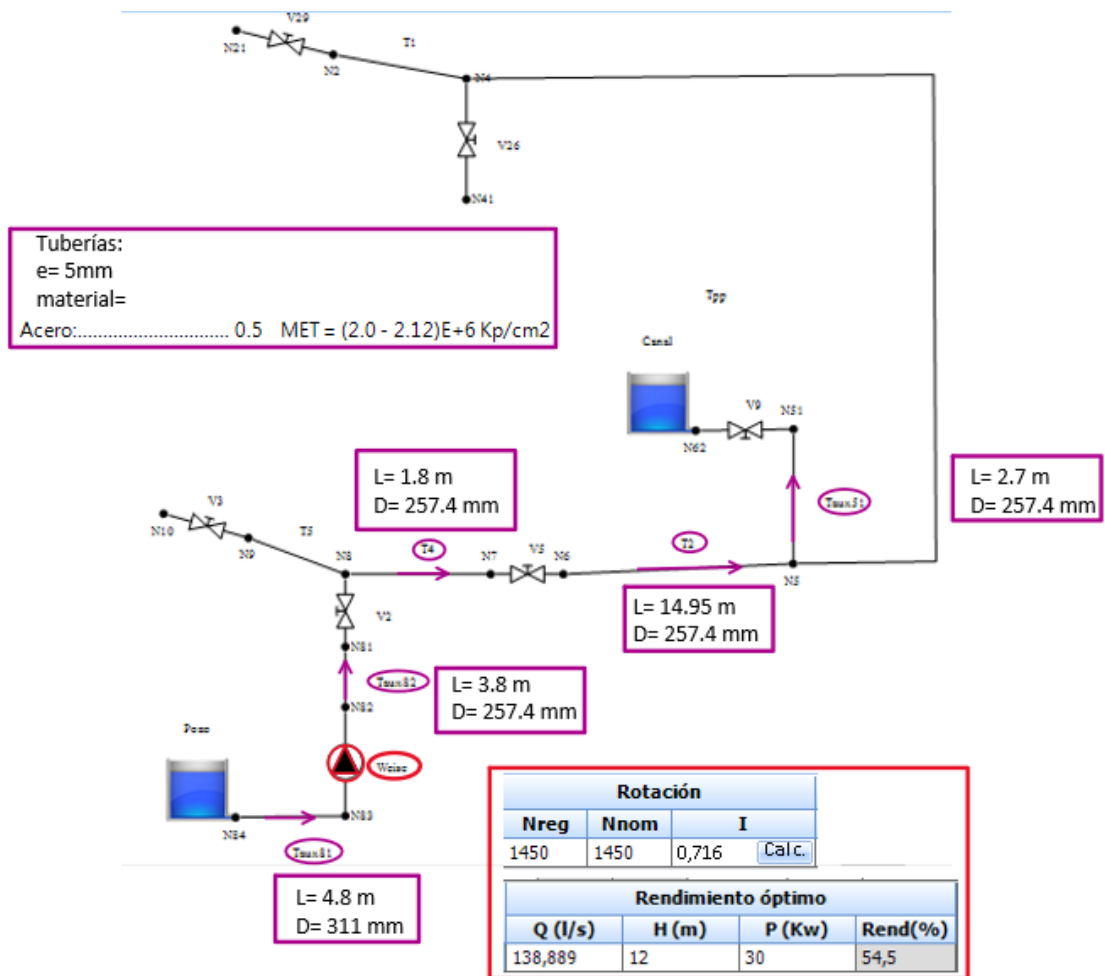 V29
N21
T1
N2
N4
V26
N41
Tuberías:
e= 5mm
material=
Acero:............................. 0.5 MET = (2.0 - 2.12)E+6 Kp/cm2
Tpp
Canal
V9
N51
N62
L= 1.8 m
D= 257.4 mm
L= 2.7 m
D= 257.4 mm
Taux51
V3
N10
T5
N9
N8
T4
N7
V5
N6
T2
N5
V2
L= 14.95 m
D= 257.4 mm
N81
Taux82
L= 3.8 m
D= 257.4 mm
N82
Pozo
Weise
N84
N83
Taux81
L= 4.8 m
D= 311 mm
Rotación
Nreg Nnom I
1450 1450 0,716 Calc.
Rendimiento óptimo
Q (l/s) H (m) P (Kw) Rend(%)
138,889 12 30 54,5